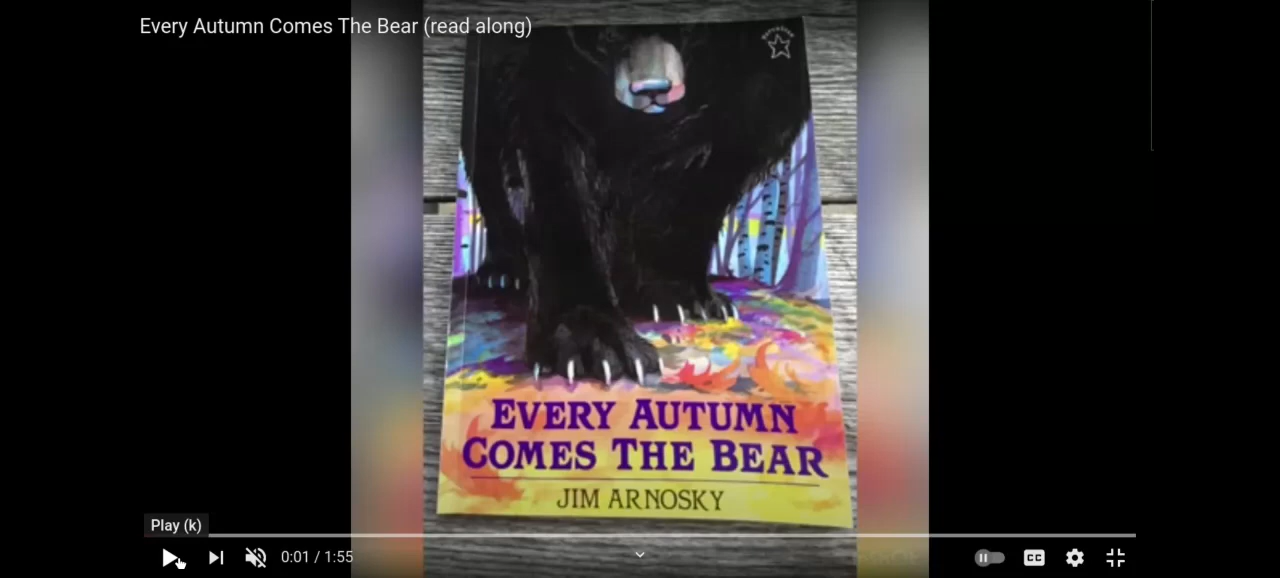 Every Autumn Comes The Bear (read along)
EVERY AUTUMN
COMES THE BEAR
JIM ARNOSKY
Play (k)
0:01 / 1:55
CC